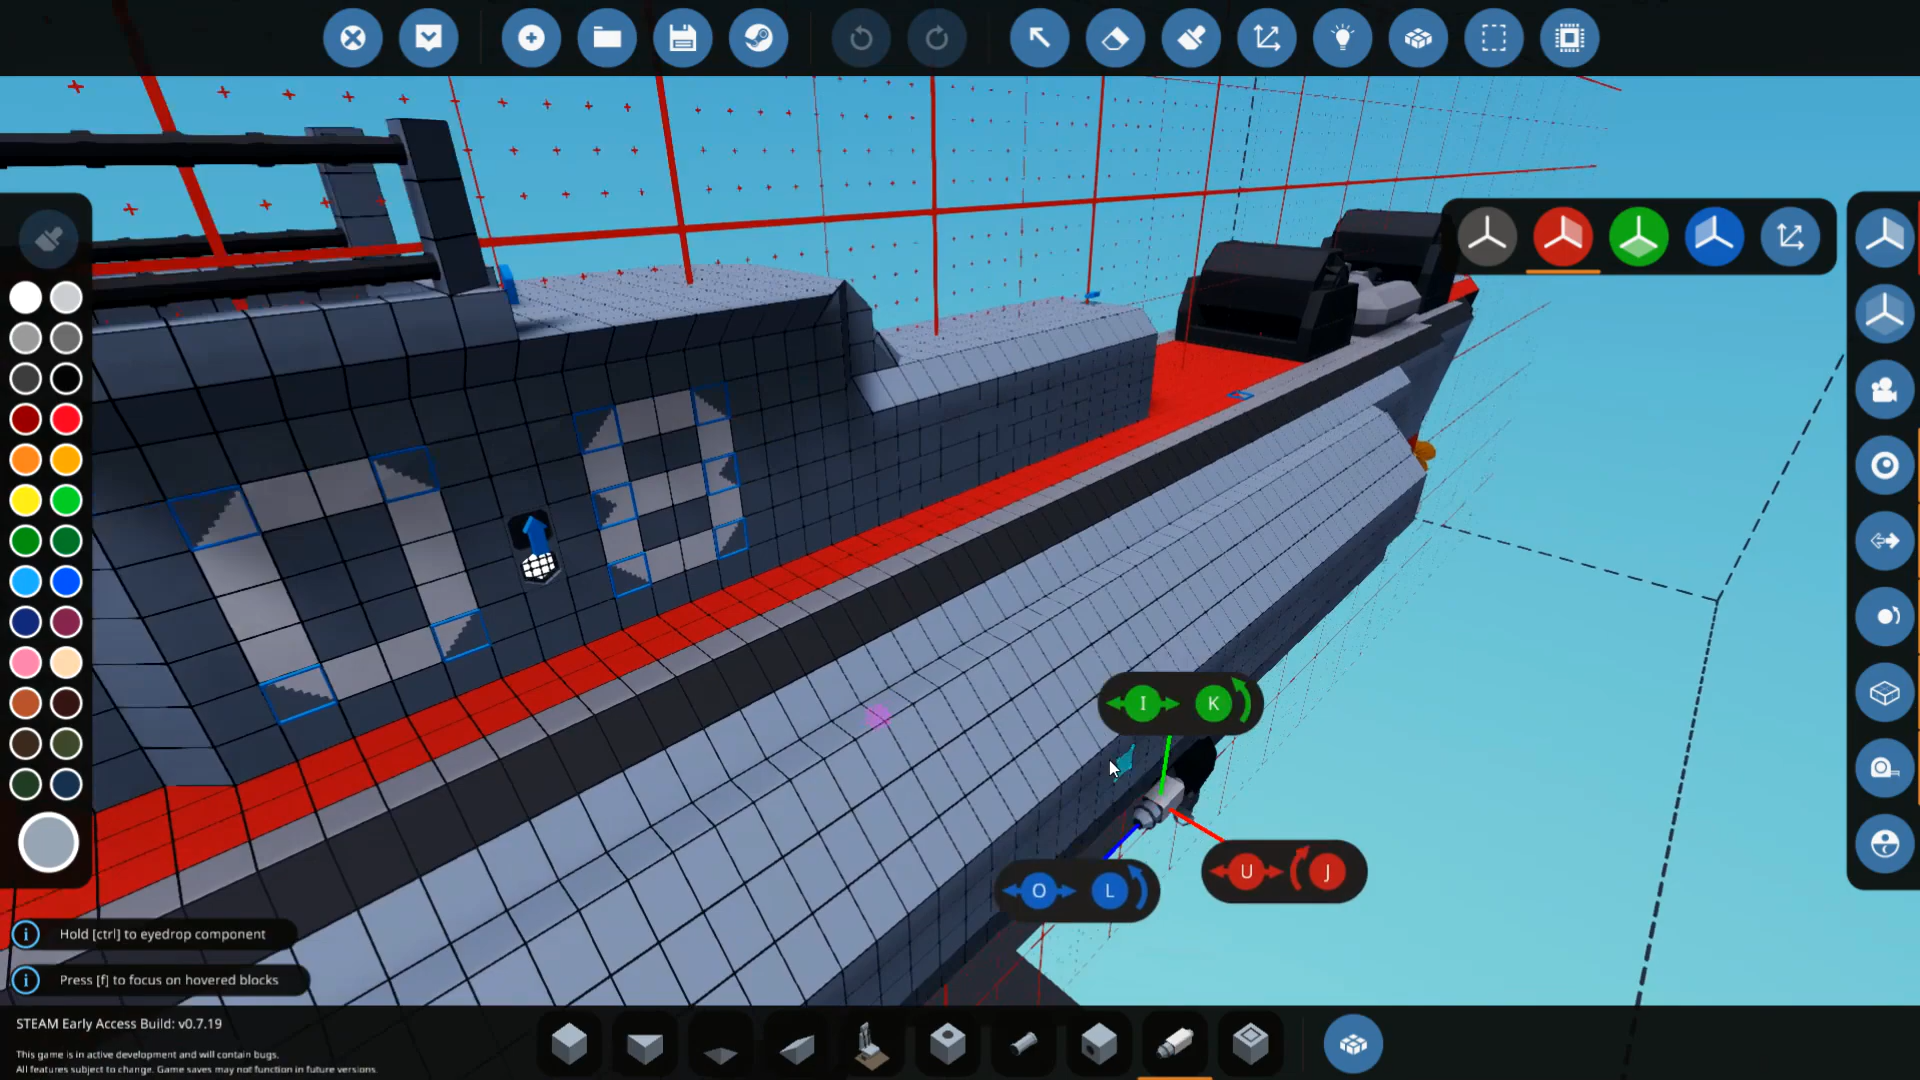 I K
O L
U J
Hold [ctrl] to eyedrop component
Press [f] to focus on hovered blocks
STEAM Early Access Build: v0.7.19
This game is in active development and will contain bugs.
All features subject to change. Game saves may not function in future versions.